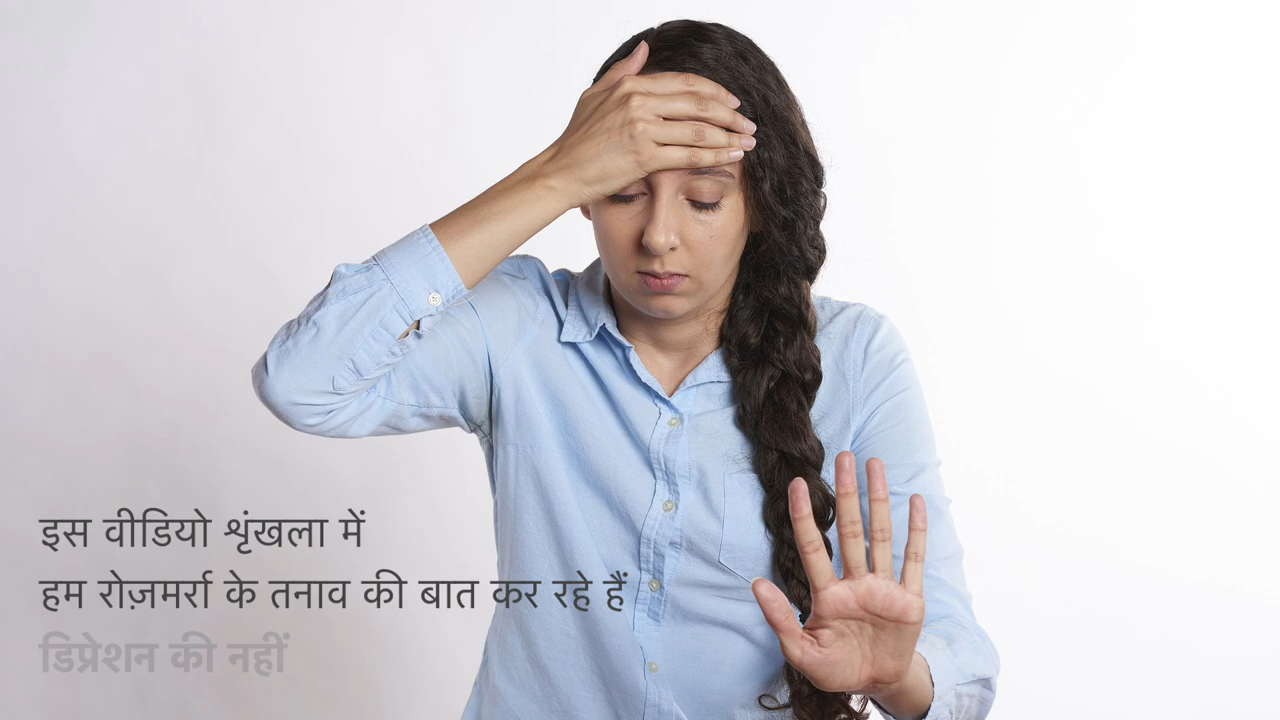 इस वीडियो श्रृंखला में
हम रोज़मर्रा के तनाव की बात कर रहे हैं
डिप्रेशन की नहीं